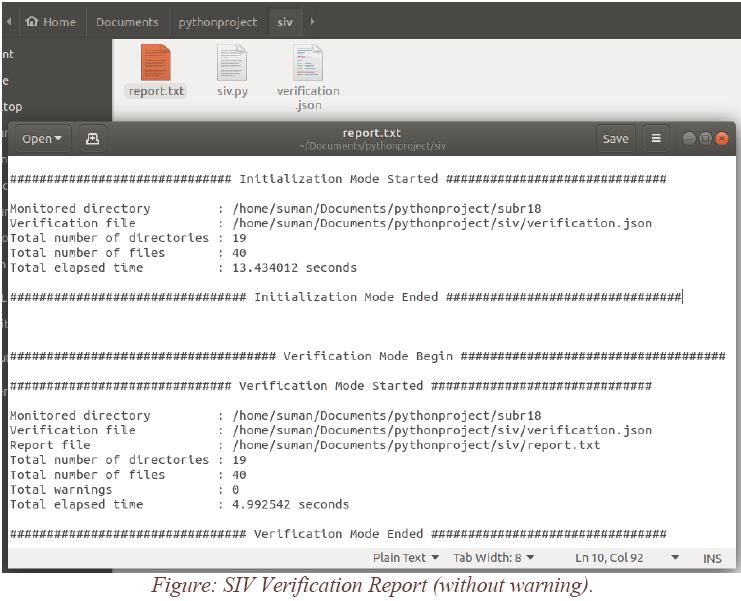 Home Documents pythonproject siv
nt
e
top
report.txt siv.py verification
.json
Open report.txt Save
~/Documents/pythonproject/siv
############################## Initialization Mode Started ##############################
Monitored directory : /home/suman/Documents/pythonproject/subr18
Verification file : /home/suman/Documents/pythonproject/siv/verification.json
Total number of directories : 19
Total number of files : 40
Total elapsed time : 13.434012 seconds
################################ Initialization Mode Ended ################################
#################################### Verification Mode Begin ####################################
############################## Verification Mode Started ##############################
Monitored directory : /home/suman/Documents/pythonproject/subr18
Verification file : /home/suman/Documents/pythonproject/siv/verification.json
Report file : /home/suman/Documents/pythonproject/siv/report.txt
Total number of directories : 19
Total number of files : 40
Total warnings : 0
Total elapsed time : 4.992542 seconds
################################ Verification Mode Ended ################################
Plain Text Tab Width: 8 Ln 10, Col 92 INS
Figure: SIV Verification Report (without warning).